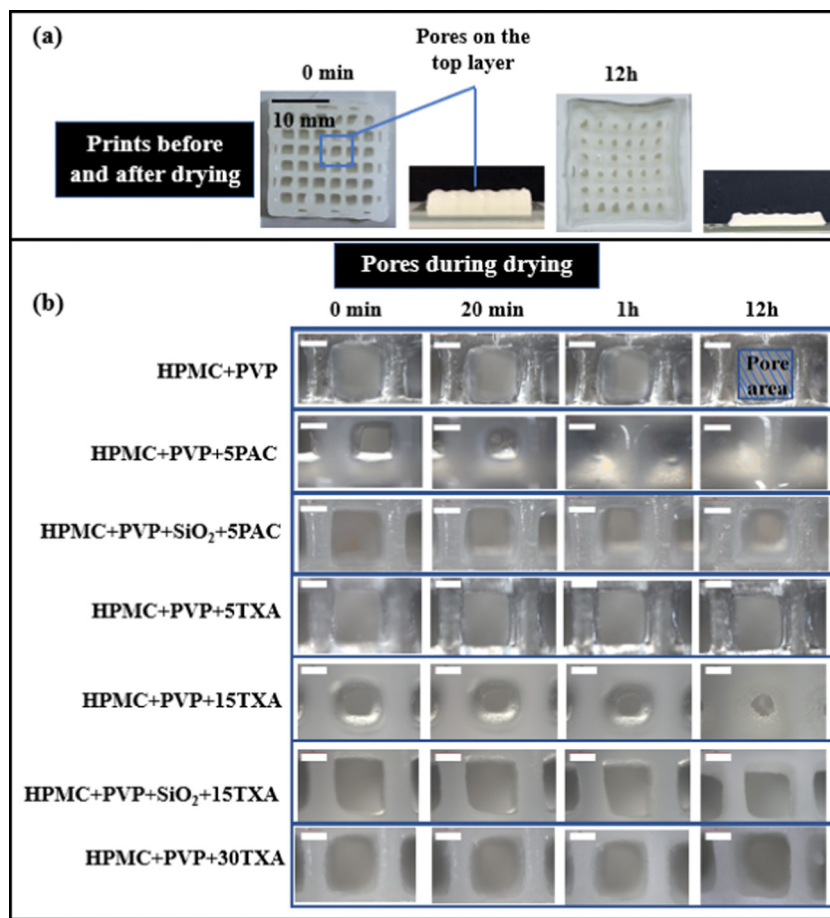 (a)
Pores on the
top layer
0 min
12h
10 mm
Prints before
and after drying
Pores during drying
(b)
0 min
20 min
1h
12h
HPMC+PVP
Pore
area
HPMC+PVP+5PAC
HPMC+PVP+SiO₂+5PAC
HPMC+PVP+5TXA
HPMC+PVP+15TXA
HPMC+PVP+SiO₂+15TXA
HPMC+PVP+30TXA